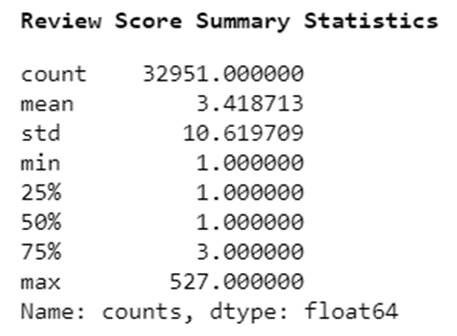 Review Score Summary Statistics
count 32951.000000
mean 3.418713
std 10.619709
min 1.000000
25% 1.000000
50% 1.000000
75% 3.000000
max 527.000000
Name: counts, dtype: float64